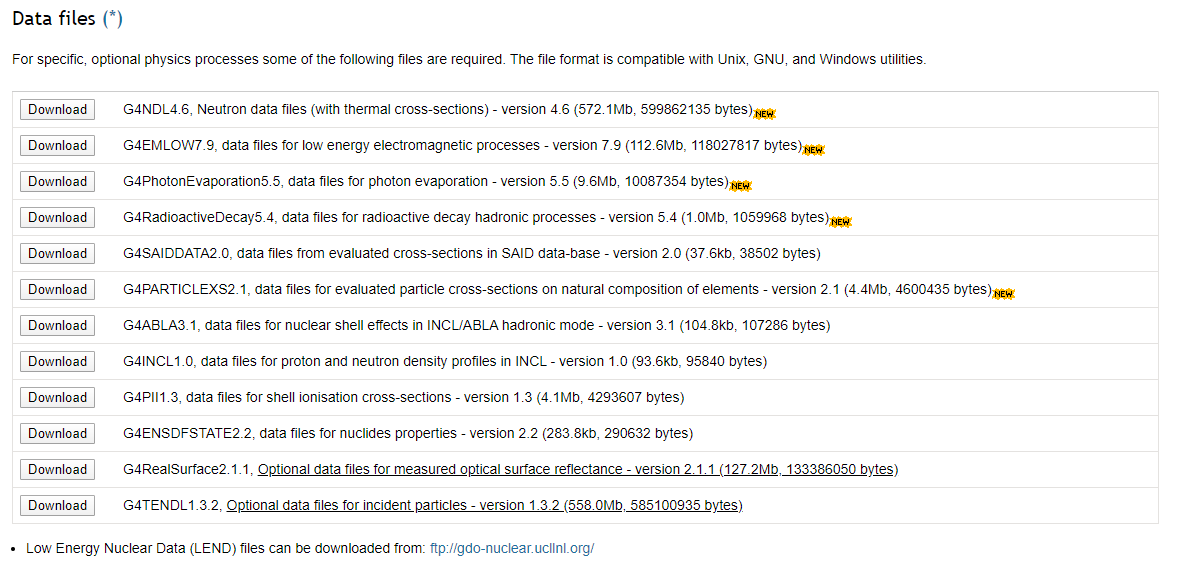 Data files (*)
For specific, optional physics processes some of the following files are required. The file format is compatible with Unix, GNU, and Windows utilities.
Download G4NDL4.6, Neutron data files (with thermal cross-sections) - version 4.6 (572.1Mb, 599862135 bytes) NEW
Download G4EMLOW7.9, data files for low energy electromagnetic processes - version 7.9 (112.6Mb, 118027817 bytes) NEW
Download G4PhotonEvaporation5.5, data files for photon evaporation - version 5.5 (9.6Mb, 10087354 bytes) NEW
Download G4RadioactiveDecay5.4, data files for radioactive decay hadronic processes - version 5.4 (1.0Mb, 1059968 bytes) NEW
Download G4SAIDDATA2.0, data files from evaluated cross-sections in SAID data-base - version 2.0 (37.6kb, 38502 bytes)
Download G4PARTICLEXS2.1, data files for evaluated particle cross-sections on natural composition of elements - version 2.1 (4.4Mb, 4600435 bytes) NEW
Download G4ABLA3.1, data files for nuclear shell effects in INCL/ABLA hadronic mode - version 3.1 (104.8kb, 107286 bytes)
Download G4INCL1.0, data files for proton and neutron density profiles in INCL - version 1.0 (93.6kb, 95840 bytes)
Download G4PII1.3, data files for shell ionisation cross-sections - version 1.3 (4.1Mb, 4293607 bytes)
Download G4ENSDFSTATE2.2, data files for nuclides properties - version 2.2 (283.8kb, 290632 bytes)
Download G4RealSurface2.1.1, Optional data files for measured optical surface reflectance - version 2.1.1 (127.2Mb, 133386050 bytes)
Download G4TENDL1.3.2, Optional data files for incident particles - version 1.3.2 (558.0Mb, 585100935 bytes)
• Low Energy Nuclear Data (LEND) files can be downloaded from: ftp://gdo-nuclear.ucllnl.org/